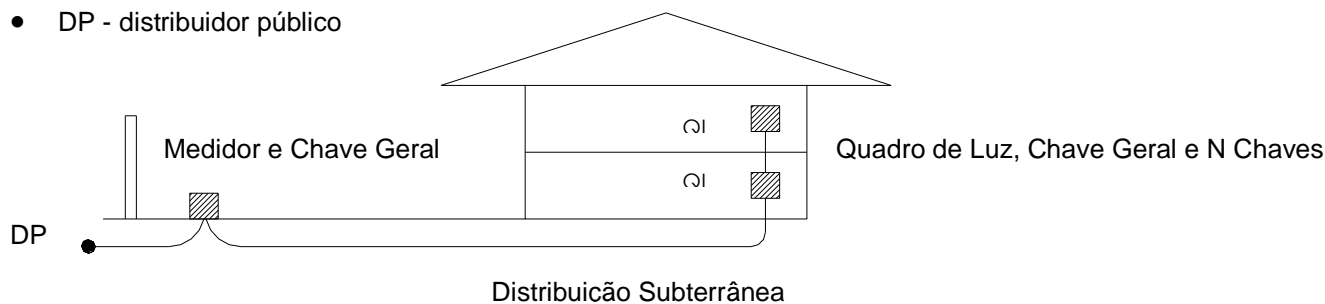 • DP - distribuidor público
Medidor e Chave Geral
Quadro de Luz, Chave Geral e N Chaves
DP
Distribuição Subterrânea